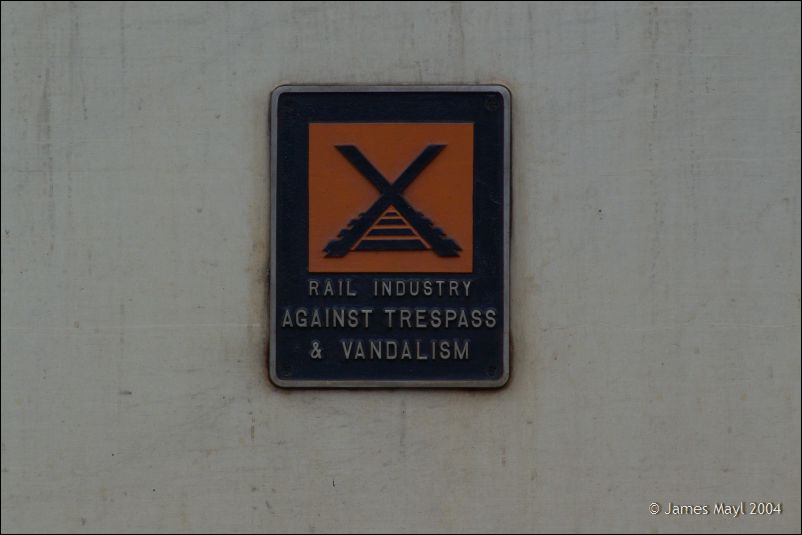 RAIL INDUSTRY
AGAINST TRESPASS
& VANDALISM
© James Mayl 2004